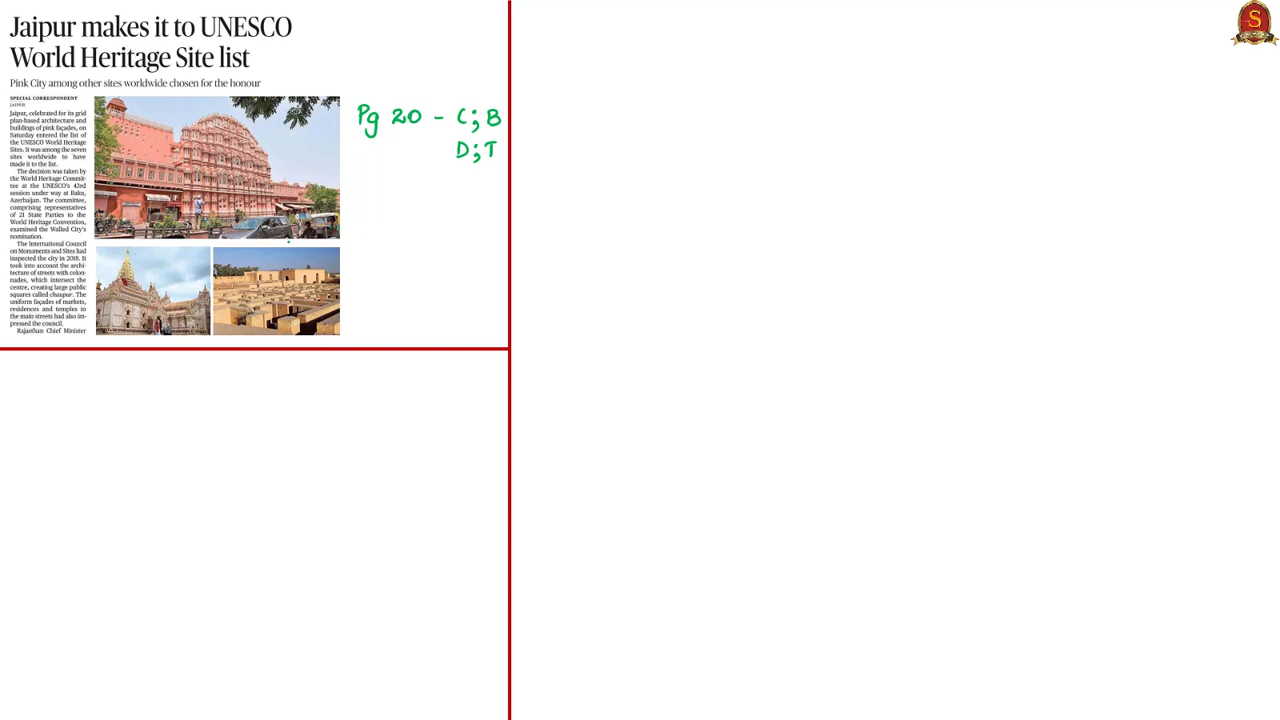 Jaipur makes it to UNESCO
World Heritage Site list
Pink City among other sites worldwide chosen for the honour
SPECIAL CORRESPONDENT
JAIPUR
Jaipur, celebrated for its grid
plan-based architecture and
buildings of pink façades, on
Saturday entered the list of
the UNESCO World Heritage
Sites. It was among the seven
sites worldwide to have
made it to the list.
The decision was taken by
the World Heritage Commit-
tee at the UNESCO's 43rd
session under way at Baku,
Azerbaijan. The committee,
comprising representatives
of 21 State Parties to the
World Heritage Convention,
examined the Walled City's
nomination.
The International Council
on Monuments and Sites had
inspected the city in 2018. It
took into account the archi-
tecture of streets with colon-
nades, which intersect the
centre, creating large public
squares called chaupur. The
uniform façades of markets,
residences and temples in
the main streets had also im-
pressed the council.
Rajasthan Chief Minister
Pg 20 - C; B
D; T
S